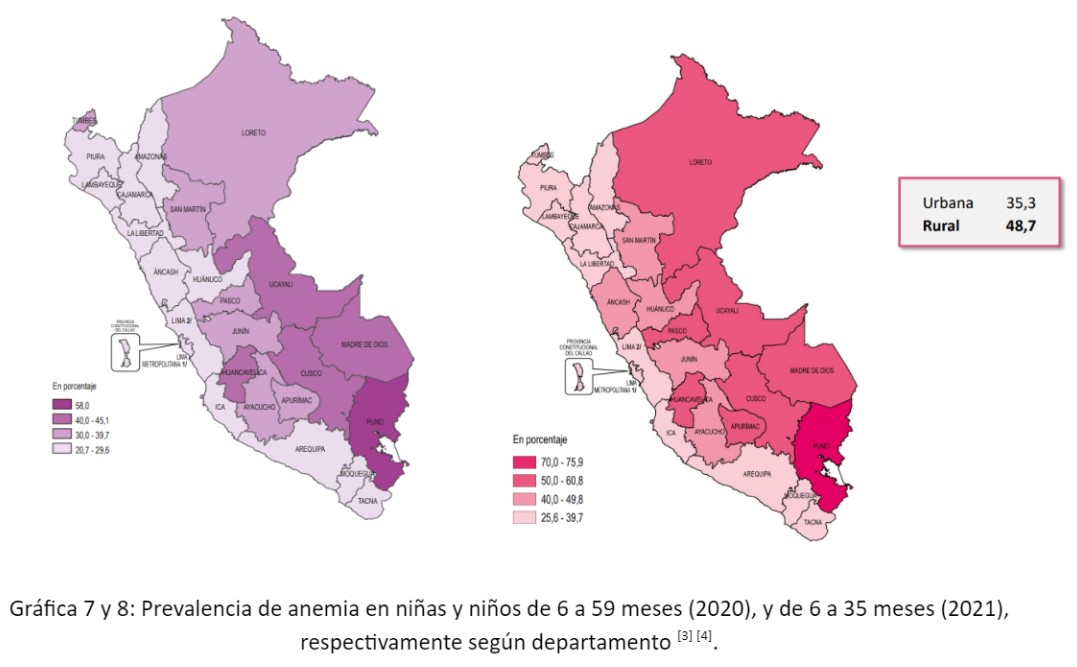 TUMBES
PIURA
LAMBAYEQUE
CAJAMARCA
AMAZONAS
LORETO
SAN MARTÍN
LA LIBERTAD
ÁNCASH
HUÁNUCO
UCAYALI
PASCO
LIMA 2/
JUNÍN
PROVINCIA
CONSTITUCIONAL
DEL CALLAO
LIMA
METROPOLITANA 1/
MADRE DE DIOS
HUANCAVELICA
CUSCO
ICA
AYACUCHO
APURÍMAC
PUNO
AREQUIPA
MOQUEGUA
TACNA
En porcentaje
58,0
40,0 - 45,1
30,0 - 39,7
20,7 - 29,6
TUMBES
PIURA
LAMBAYEQUE
CAJAMARCA
AMAZONAS
LORETO
SAN MARTÍN
LA LIBERTAD
ÁNCASH
HUÁNUCO
UCAYALI
PASCO
LIMA 2/
JUNÍN
PROVINCIA
CONSTITUCIONAL
DEL CALLAO
LIMA
METROPOLITANA 1/
MADRE DE DIOS
HUANCAVELICA
CUSCO
ICA
AYACUCHO
APURÍMAC
PUNO
AREQUIPA
MOQUEGUA
TACNA
En porcentaje
70,0 - 75,9
50,0 - 60,8
40,0 - 49,8
25,6 - 39,7
Urbana 35,3
Rural 48,7
Gráfica 7 y 8: Prevalencia de anemia en niñas y niños de 6 a 59 meses (2020), y de 6 a 35 meses (2021),
respectivamente según departamento [3] [4].